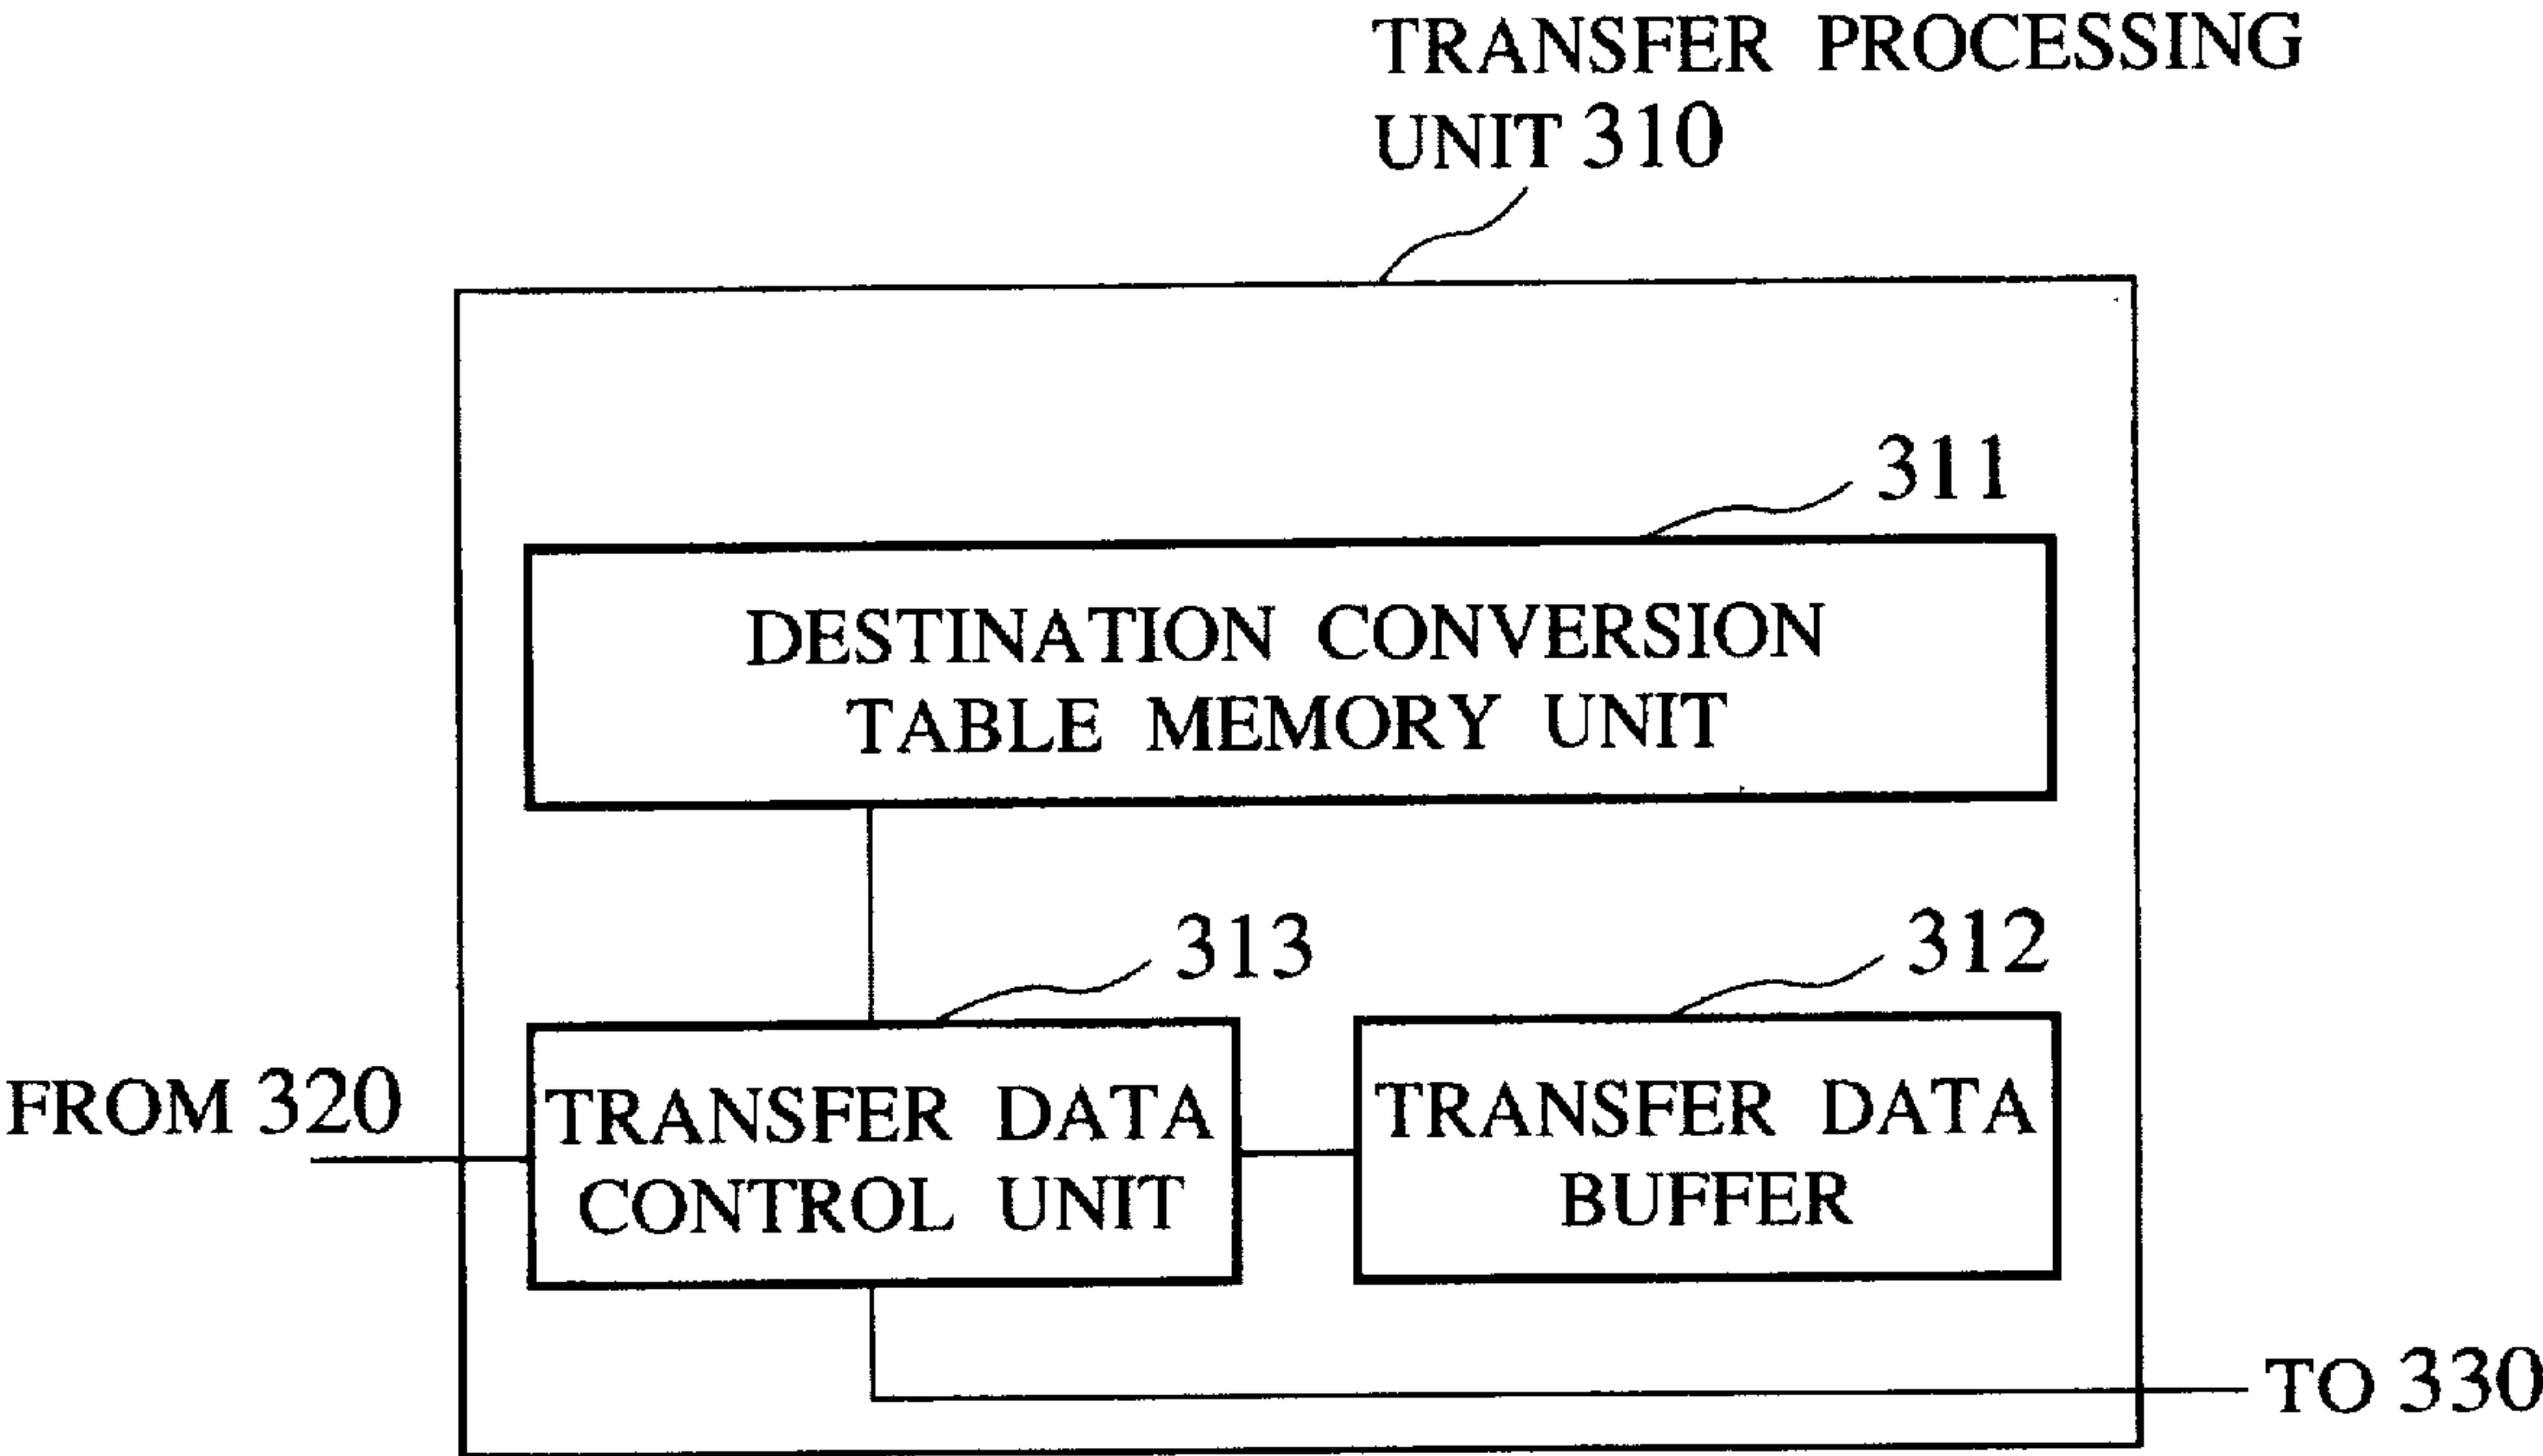 TRANSFER PROCESSING
UNIT 310
311
DESTINATION CONVERSION
TABLE MEMORY UNIT
313
312
FROM 320
TRANSFER DATA
CONTROL UNIT
TRANSFER DATA
BUFFER
TO 330